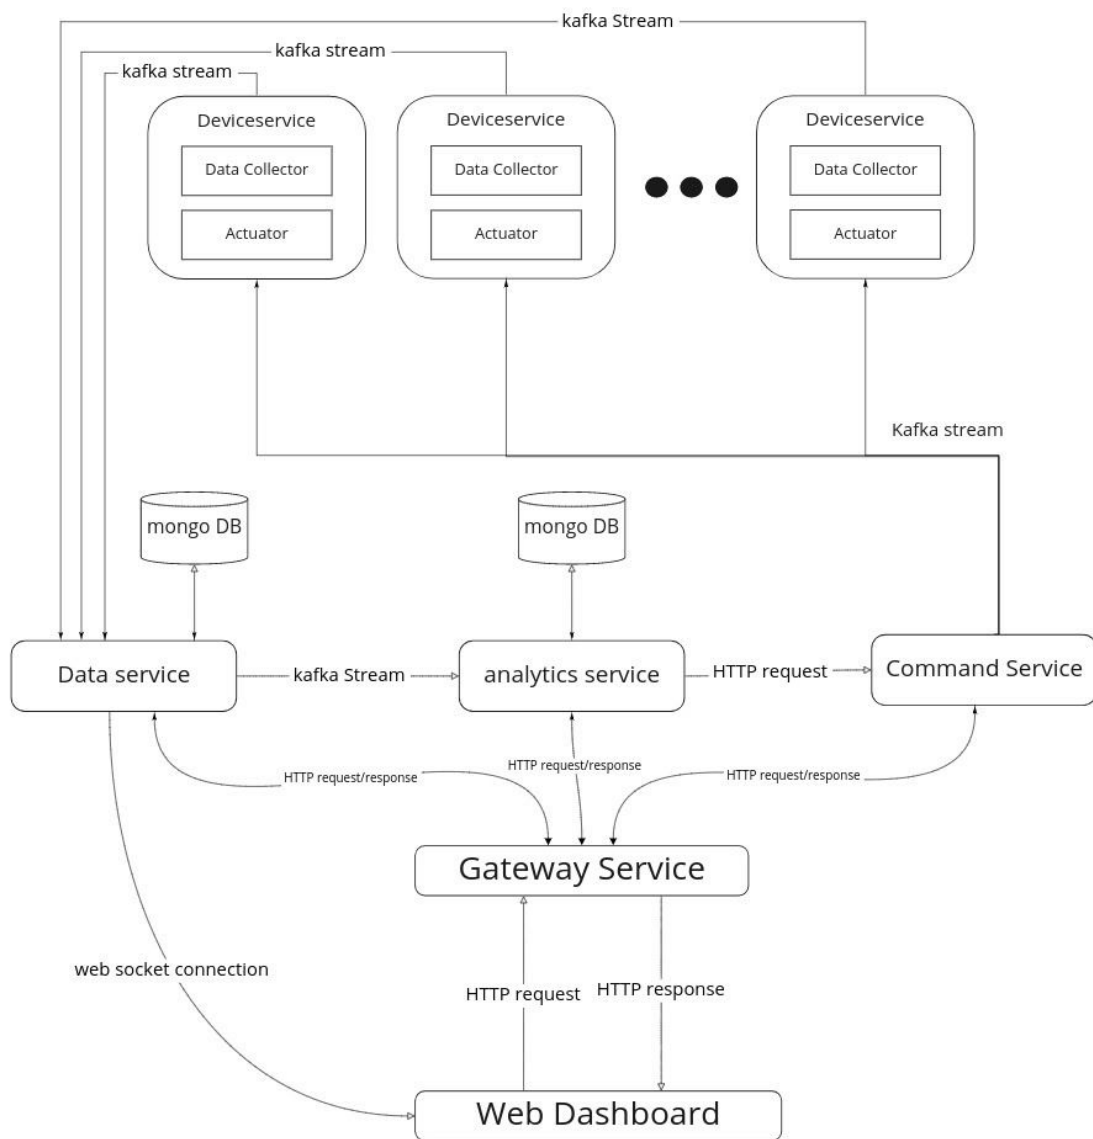 kafka Stream
kafka stream
kafka stream
Deviceservice
Data Collector
Actuator
Deviceservice
Data Collector
Actuator
Deviceservice
Data Collector
Actuator
Kafka stream
mongo DB
mongo DB
Data service
kafka Stream
analytics service
HTTP request
Command Service
HTTP request/response
HTTP request/response
HTTP request/response
Gateway Service
web socket connection
HTTP request
HTTP response
Web Dashboard